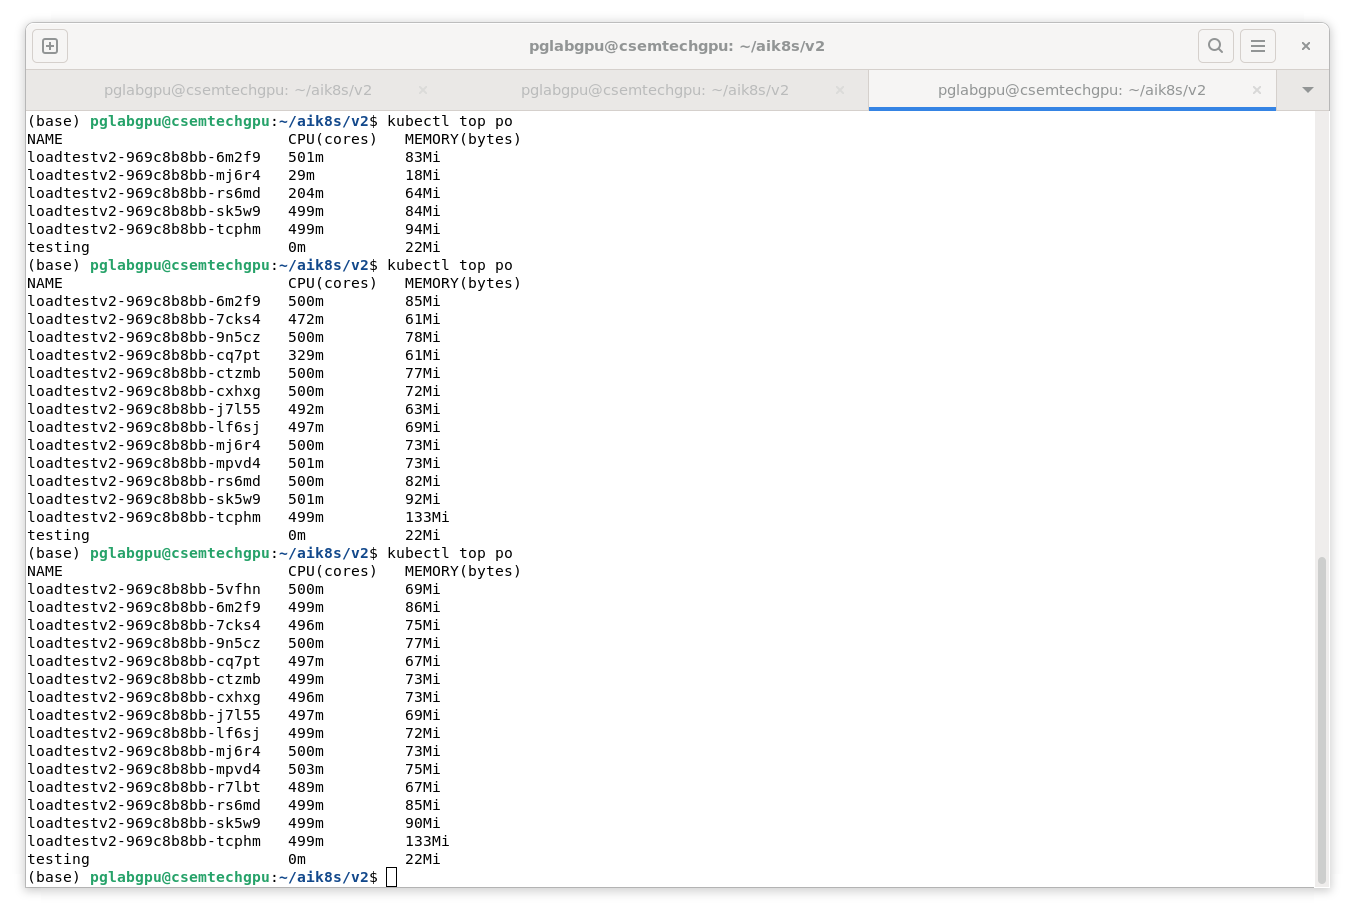 pglabgpu@csemtechgpu: ~/aik8s/v2
pglabgpu@csemtechgpu: ~/aik8s/v2
pglabgpu@csemtechgpu: ~/aik8s/v2
pglabgpu@csemtechgpu: ~/aik8s/v2
(base) pglabgpu@csemtechgpu:~/aik8s/v2$ kubectl top po
NAME CPU(cores) MEMORY(bytes)
loadtestv2-969c8b8bb-6m2f9 501m 83Mi
loadtestv2-969c8b8bb-mj6r4 29m 18Mi
loadtestv2-969c8b8bb-rs6md 204m 64Mi
loadtestv2-969c8b8bb-sk5w9 499m 84Mi
loadtestv2-969c8b8bb-tcphm 499m 94Mi
testing 0m 22Mi
(base) pglabgpu@csemtechgpu:~/aik8s/v2$ kubectl top po
NAME CPU(cores) MEMORY(bytes)
loadtestv2-969c8b8bb-6m2f9 500m 85Mi
loadtestv2-969c8b8bb-7cks4 472m 61Mi
loadtestv2-969c8b8bb-9n5cz 500m 78Mi
loadtestv2-969c8b8bb-cq7pt 329m 61Mi
loadtestv2-969c8b8bb-ctzmb 500m 77Mi
loadtestv2-969c8b8bb-cxhxg 500m 72Mi
loadtestv2-969c8b8bb-j7l55 492m 63Mi
loadtestv2-969c8b8bb-lf6sj 497m 69Mi
loadtestv2-969c8b8bb-mj6r4 500m 73Mi
loadtestv2-969c8b8bb-mpvd4 501m 73Mi
loadtestv2-969c8b8bb-rs6md 500m 82Mi
loadtestv2-969c8b8bb-sk5w9 501m 92Mi
loadtestv2-969c8b8bb-tcphm 499m 133Mi
testing 0m 22Mi
(base) pglabgpu@csemtechgpu:~/aik8s/v2$ kubectl top po
NAME CPU(cores) MEMORY(bytes)
loadtestv2-969c8b8bb-5vfhn 500m 69Mi
loadtestv2-969c8b8bb-6m2f9 499m 86Mi
loadtestv2-969c8b8bb-7cks4 496m 75Mi
loadtestv2-969c8b8bb-9n5cz 500m 77Mi
loadtestv2-969c8b8bb-cq7pt 497m 67Mi
loadtestv2-969c8b8bb-ctzmb 499m 73Mi
loadtestv2-969c8b8bb-cxhxg 496m 73Mi
loadtestv2-969c8b8bb-j7l55 497m 69Mi
loadtestv2-969c8b8bb-lf6sj 499m 72Mi
loadtestv2-969c8b8bb-mj6r4 500m 73Mi
loadtestv2-969c8b8bb-mpvd4 503m 75Mi
loadtestv2-969c8b8bb-r7lbt 489m 67Mi
loadtestv2-969c8b8bb-rs6md 499m 85Mi
loadtestv2-969c8b8bb-sk5w9 499m 90Mi
loadtestv2-969c8b8bb-tcphm 499m 133Mi
testing 0m 22Mi
(base) pglabgpu@csemtechgpu:~/aik8s/v2$